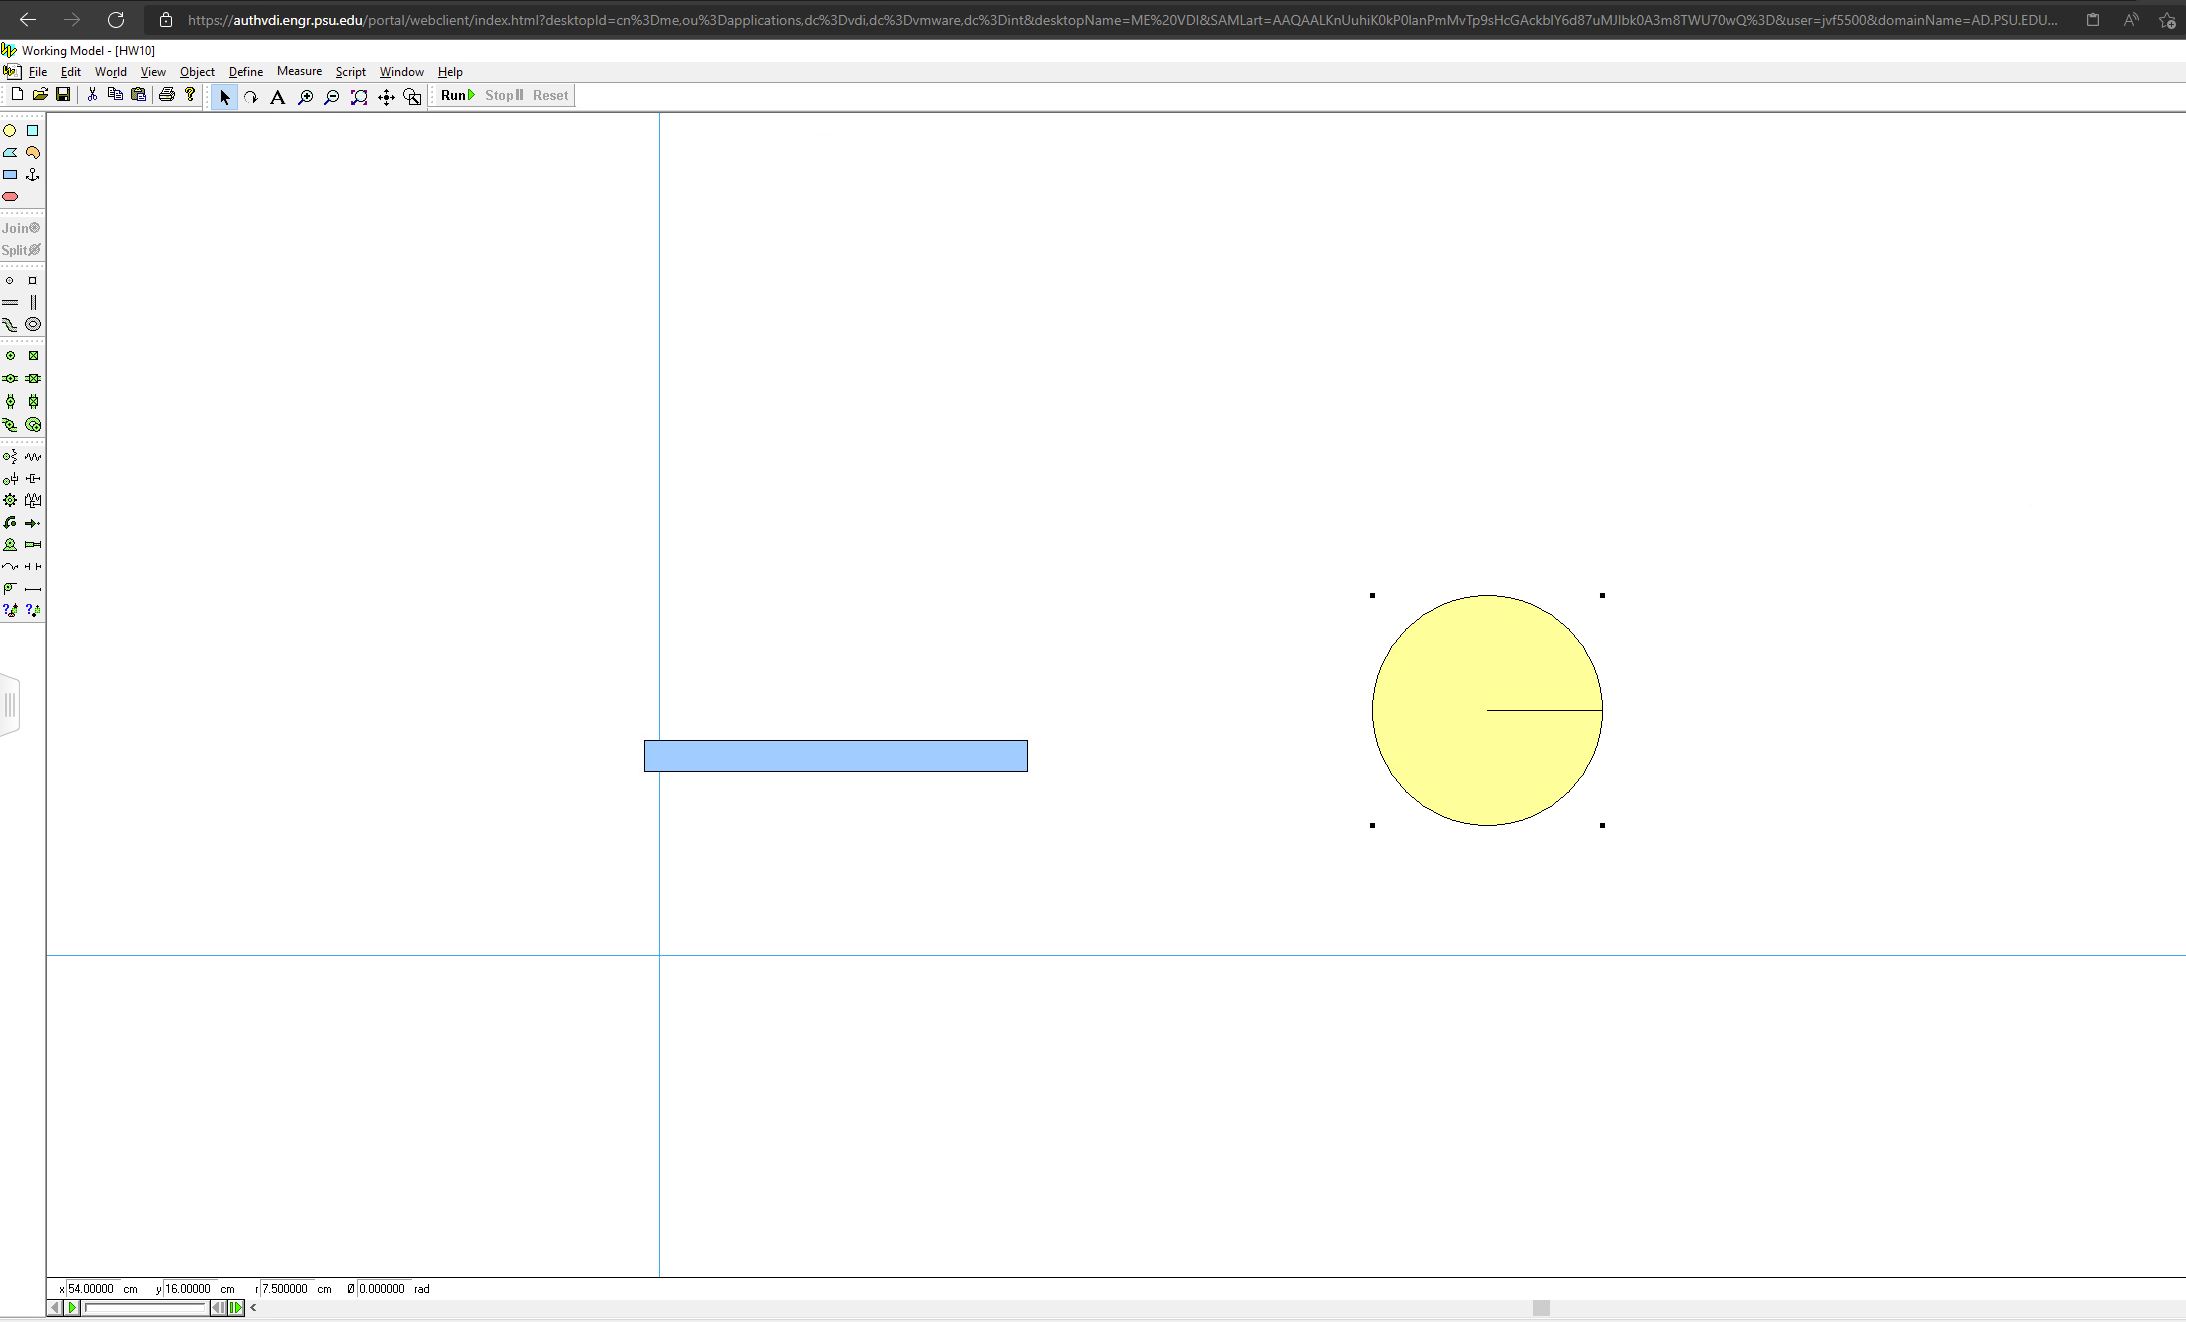 https://authvdi.engr.psu.edu/portal/webclient/index.html?desktopId=cn%3Dme,ou%3Dapplications,dc%3Dvdi,dc%3Dvmware,dc%3Dint&desktopName=ME%20VDI&SAMLart=AAQAALKnUuhiK0kP0IanPmMvTp9sHcGAckblY6d87uMJIbk0A3m8TWU70wQ%3D&user=jvf5500&domainName=AD.PSU.EDU...
Working Model - [HW10]
File Edit World View Object Define Measure Script Window Help
A Run Stop Reset
Join
Split
x 54.00000 cm y 16.00000 cm r 7.500000 cm Ø 0.000000 rad